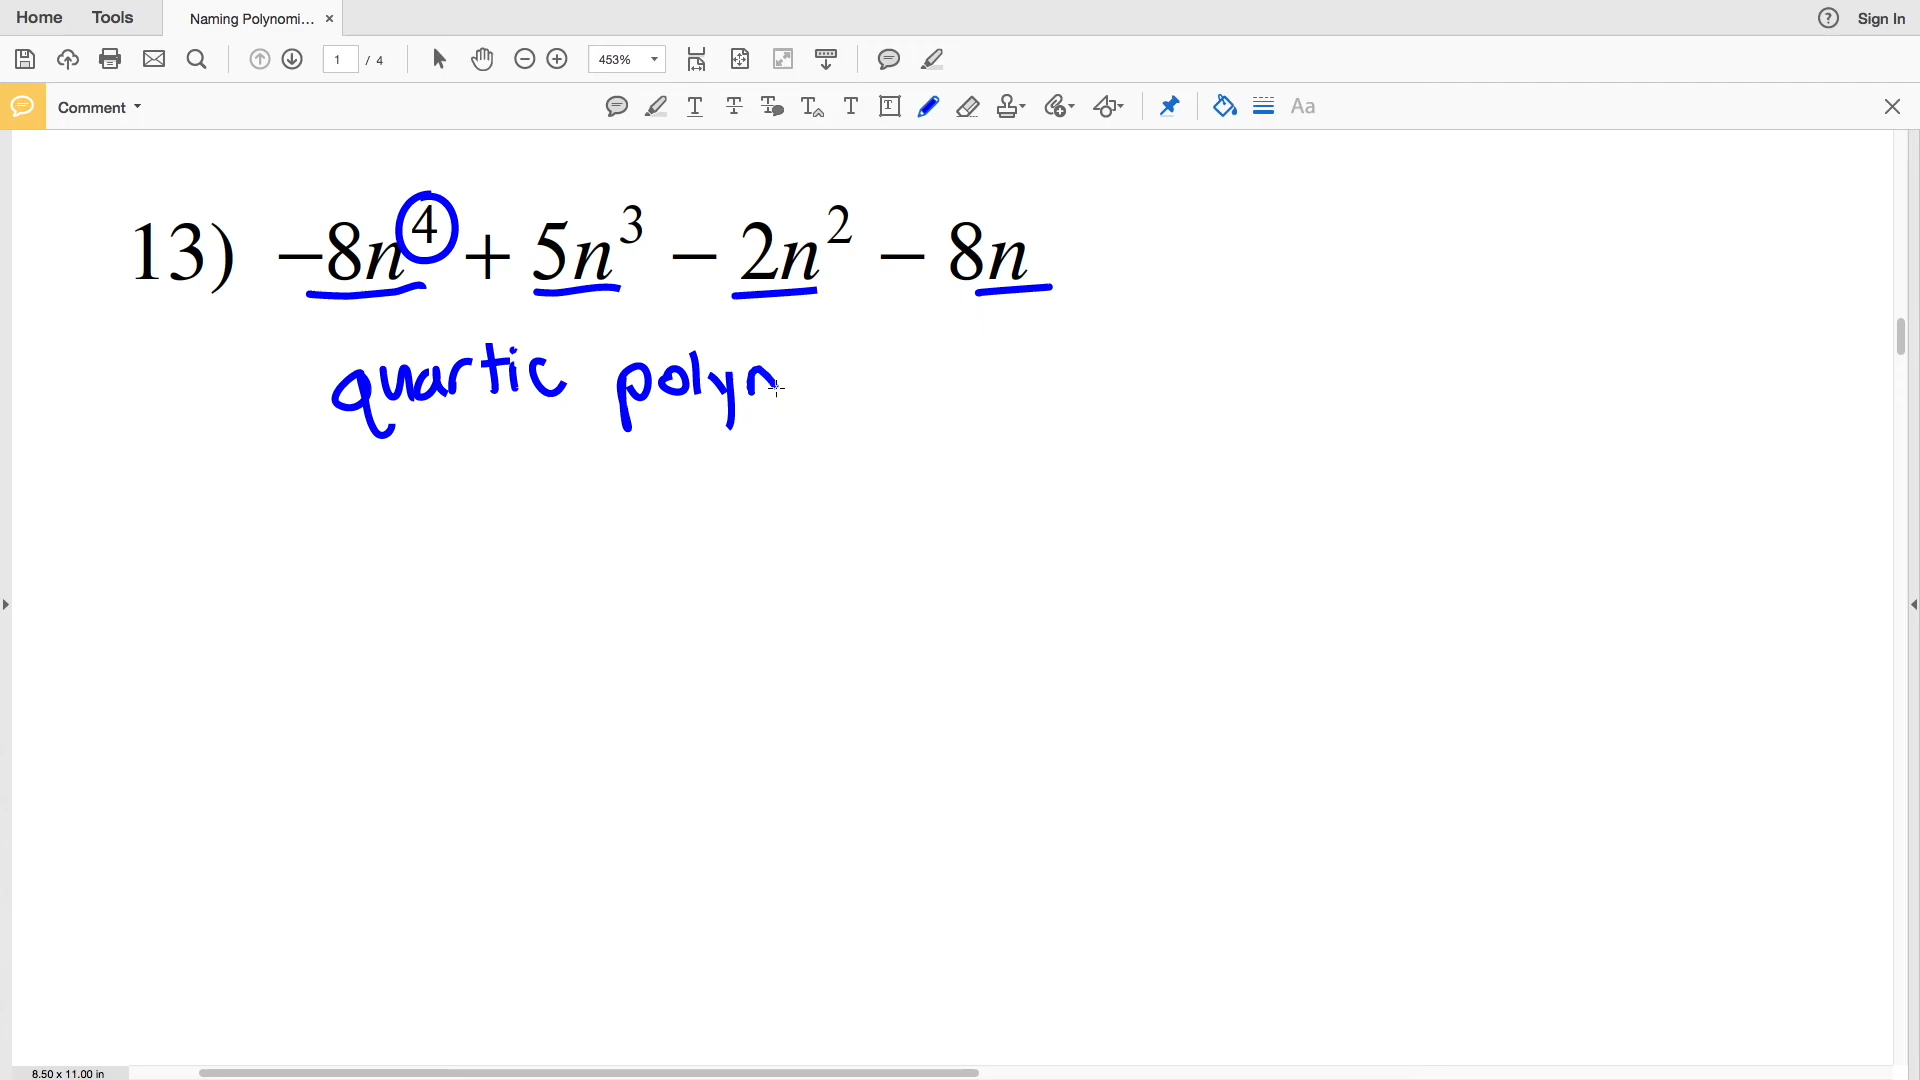 Home Tools Naming Polynomi... × ? Sign In
1 / 4 453%
Comment Aa
13) −8n⁴ + 5n³ − 2n² − 8n
quartic polyn
8.50 x 11.00 in